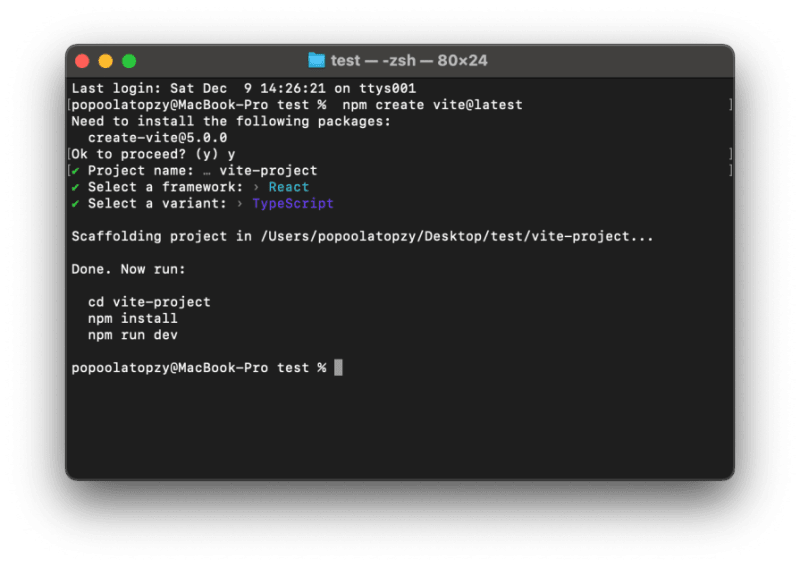 test — -zsh — 80×24
Last login: Sat Dec  9 14:26:21 on ttys001
[popoolatopzy@MacBook-Pro test %  npm create vite@latest ]
Need to install the following packages:
  create-vite@5.0.0
[Ok to proceed? (y) y ]
[✔ Project name: … vite-project ]
✔ Select a framework: › React
✔ Select a variant: › TypeScript

Scaffolding project in /Users/popoolatopzy/Desktop/test/vite-project...

Done. Now run:

  cd vite-project
  npm install
  npm run dev

popoolatopzy@MacBook-Pro test %